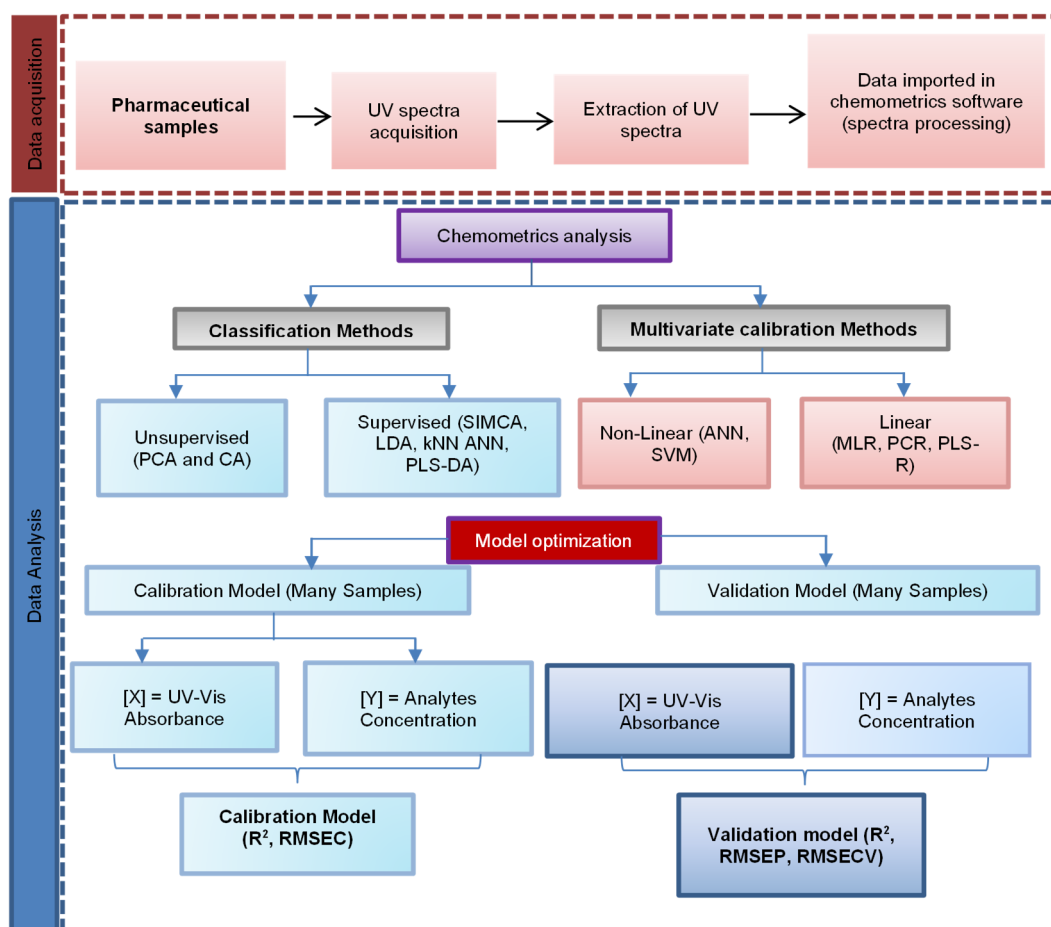 Data acquisition
Pharmaceutical
samples
UV spectra
acquisition
Extraction of UV
spectra
Data imported in
chemometrics software
(spectra processing)
Data Analysis
Chemometrics analysis
Classification Methods
Multivariate calibration Methods
Unsupervised
(PCA and CA)
Supervised (SIMCA,
LDA, kNN ANN,
PLS-DA)
Non-Linear (ANN,
SVM)
Linear
(MLR, PCR, PLS-
R)
Model optimization
Calibration Model (Many Samples)
Validation Model (Many Samples)
[X] = UV-Vis
Absorbance
[Y] = Analytes
Concentration
[X] = UV-Vis
Absorbance
[Y] = Analytes
Concentration
Calibration Model
(R², RMSEC)
Validation model (R²,
RMSEP, RMSECV)